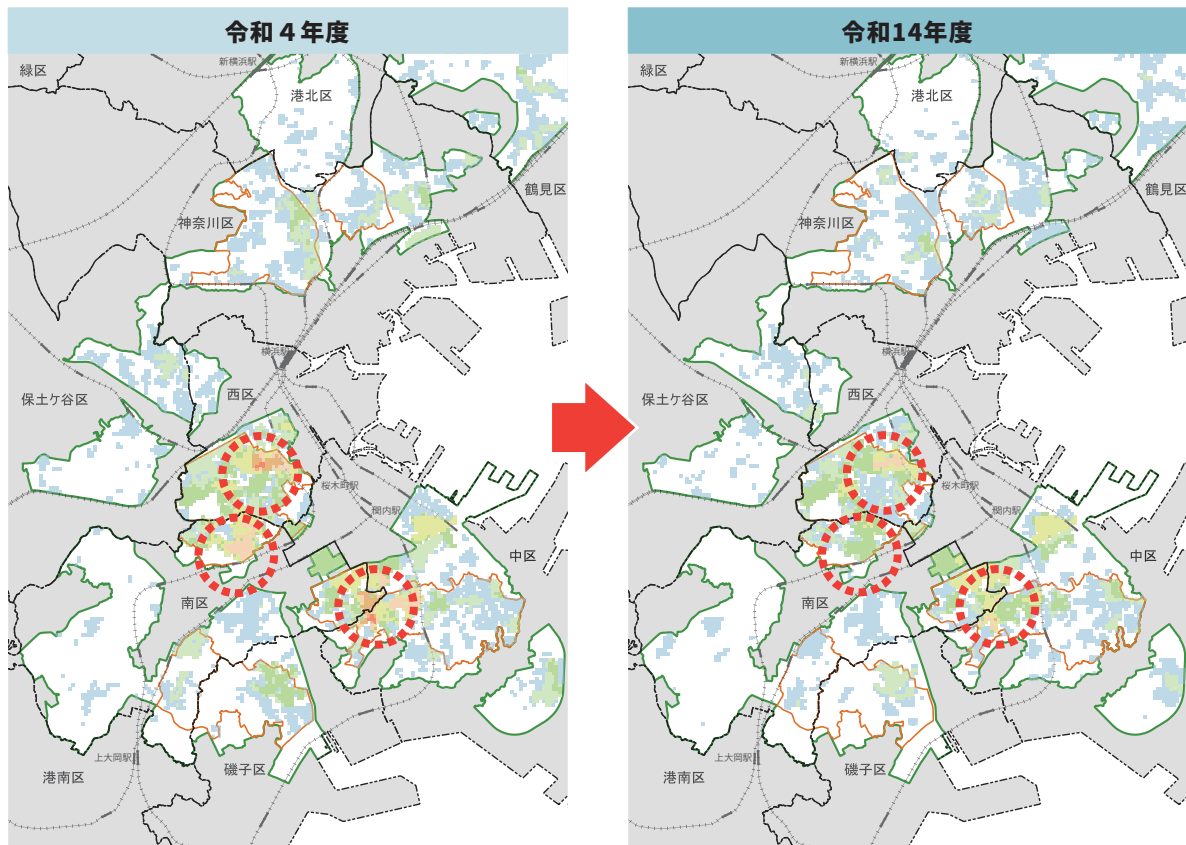 令和4年度
新横浜駅
緑区
港北区
鶴見区
神奈川区
横浜駅
西区
保土ケ谷区
桜木町駅
関内駅
中区
南区
上大岡駅
磯子区
港南区
令和14年度
新横浜駅
緑区
港北区
鶴見区
神奈川区
横浜駅
西区
保土ケ谷区
桜木町駅
関内駅
中区
南区
上大岡駅
磯子区
港南区